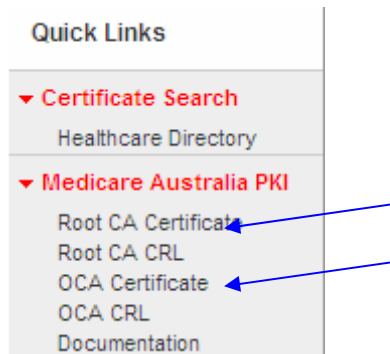 Quick Links
Certificate Search
Healthcare Directory
Medicare Australia PKI
Root CA Certificate
Root CA CRL
OCA Certificate
OCA CRL
Documentation